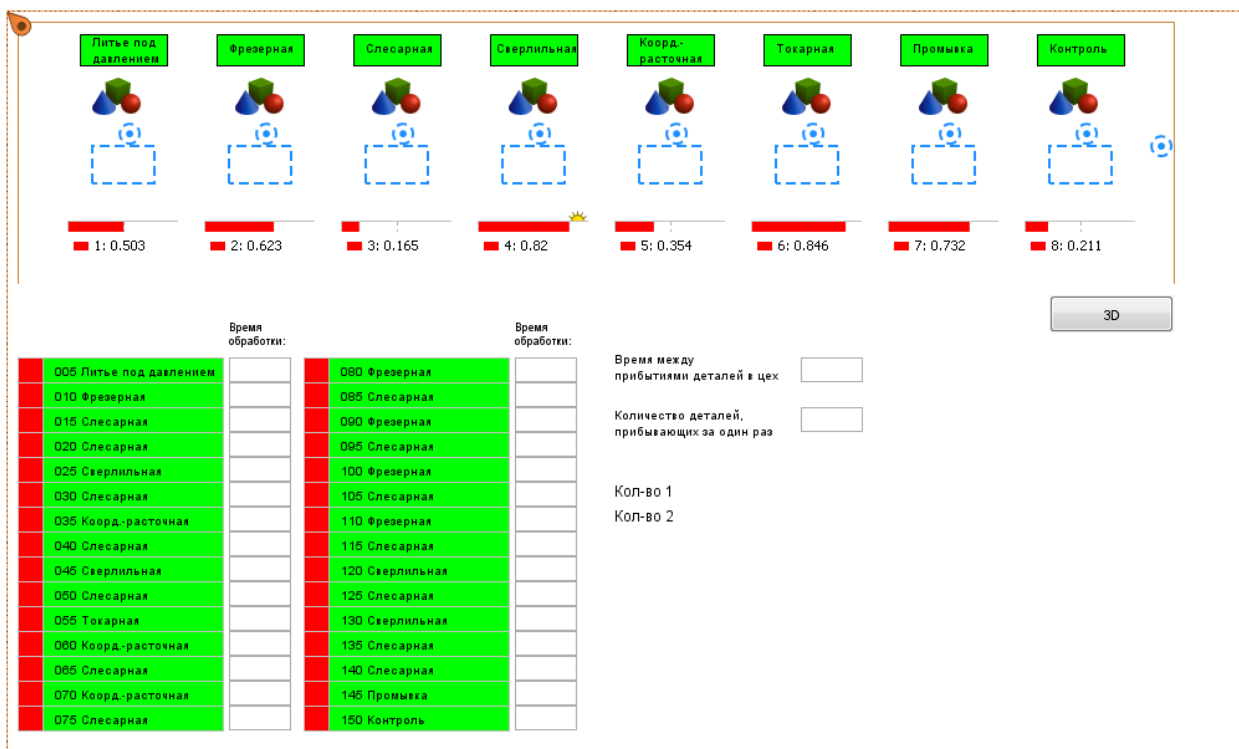 Литье под
давлением
Фрезерная
Слесарная
Сверлильная
Коорд.-
расточная
Токарная
Промывка
Контроль
1: 0.503
2: 0.623
3: 0.165
4: 0.82
5: 0.354
6: 0.846
7: 0.732
8: 0.211
3D
Время
обработки:
Время
обработки:
005 Литье под давлением
010 Фрезерная
015 Слесарная
020 Слесарная
025 Сверлильная
030 Слесарная
035 Коорд.-расточная
040 Слесарная
045 Сверлильная
050 Слесарная
055 Токарная
060 Коорд.-расточная
065 Слесарная
070 Коорд.-расточная
075 Слесарная
080 Фрезерная
085 Слесарная
090 Фрезерная
095 Слесарная
100 Фрезерная
105 Слесарная
110 Фрезерная
115 Слесарная
120 Сверлильная
125 Слесарная
130 Сверлильная
135 Слесарная
140 Слесарная
145 Промывка
150 Контроль
Время между
прибытиями деталей в цех
Количество деталей,
прибывающих за один раз
Кол-во 1
Кол-во 2